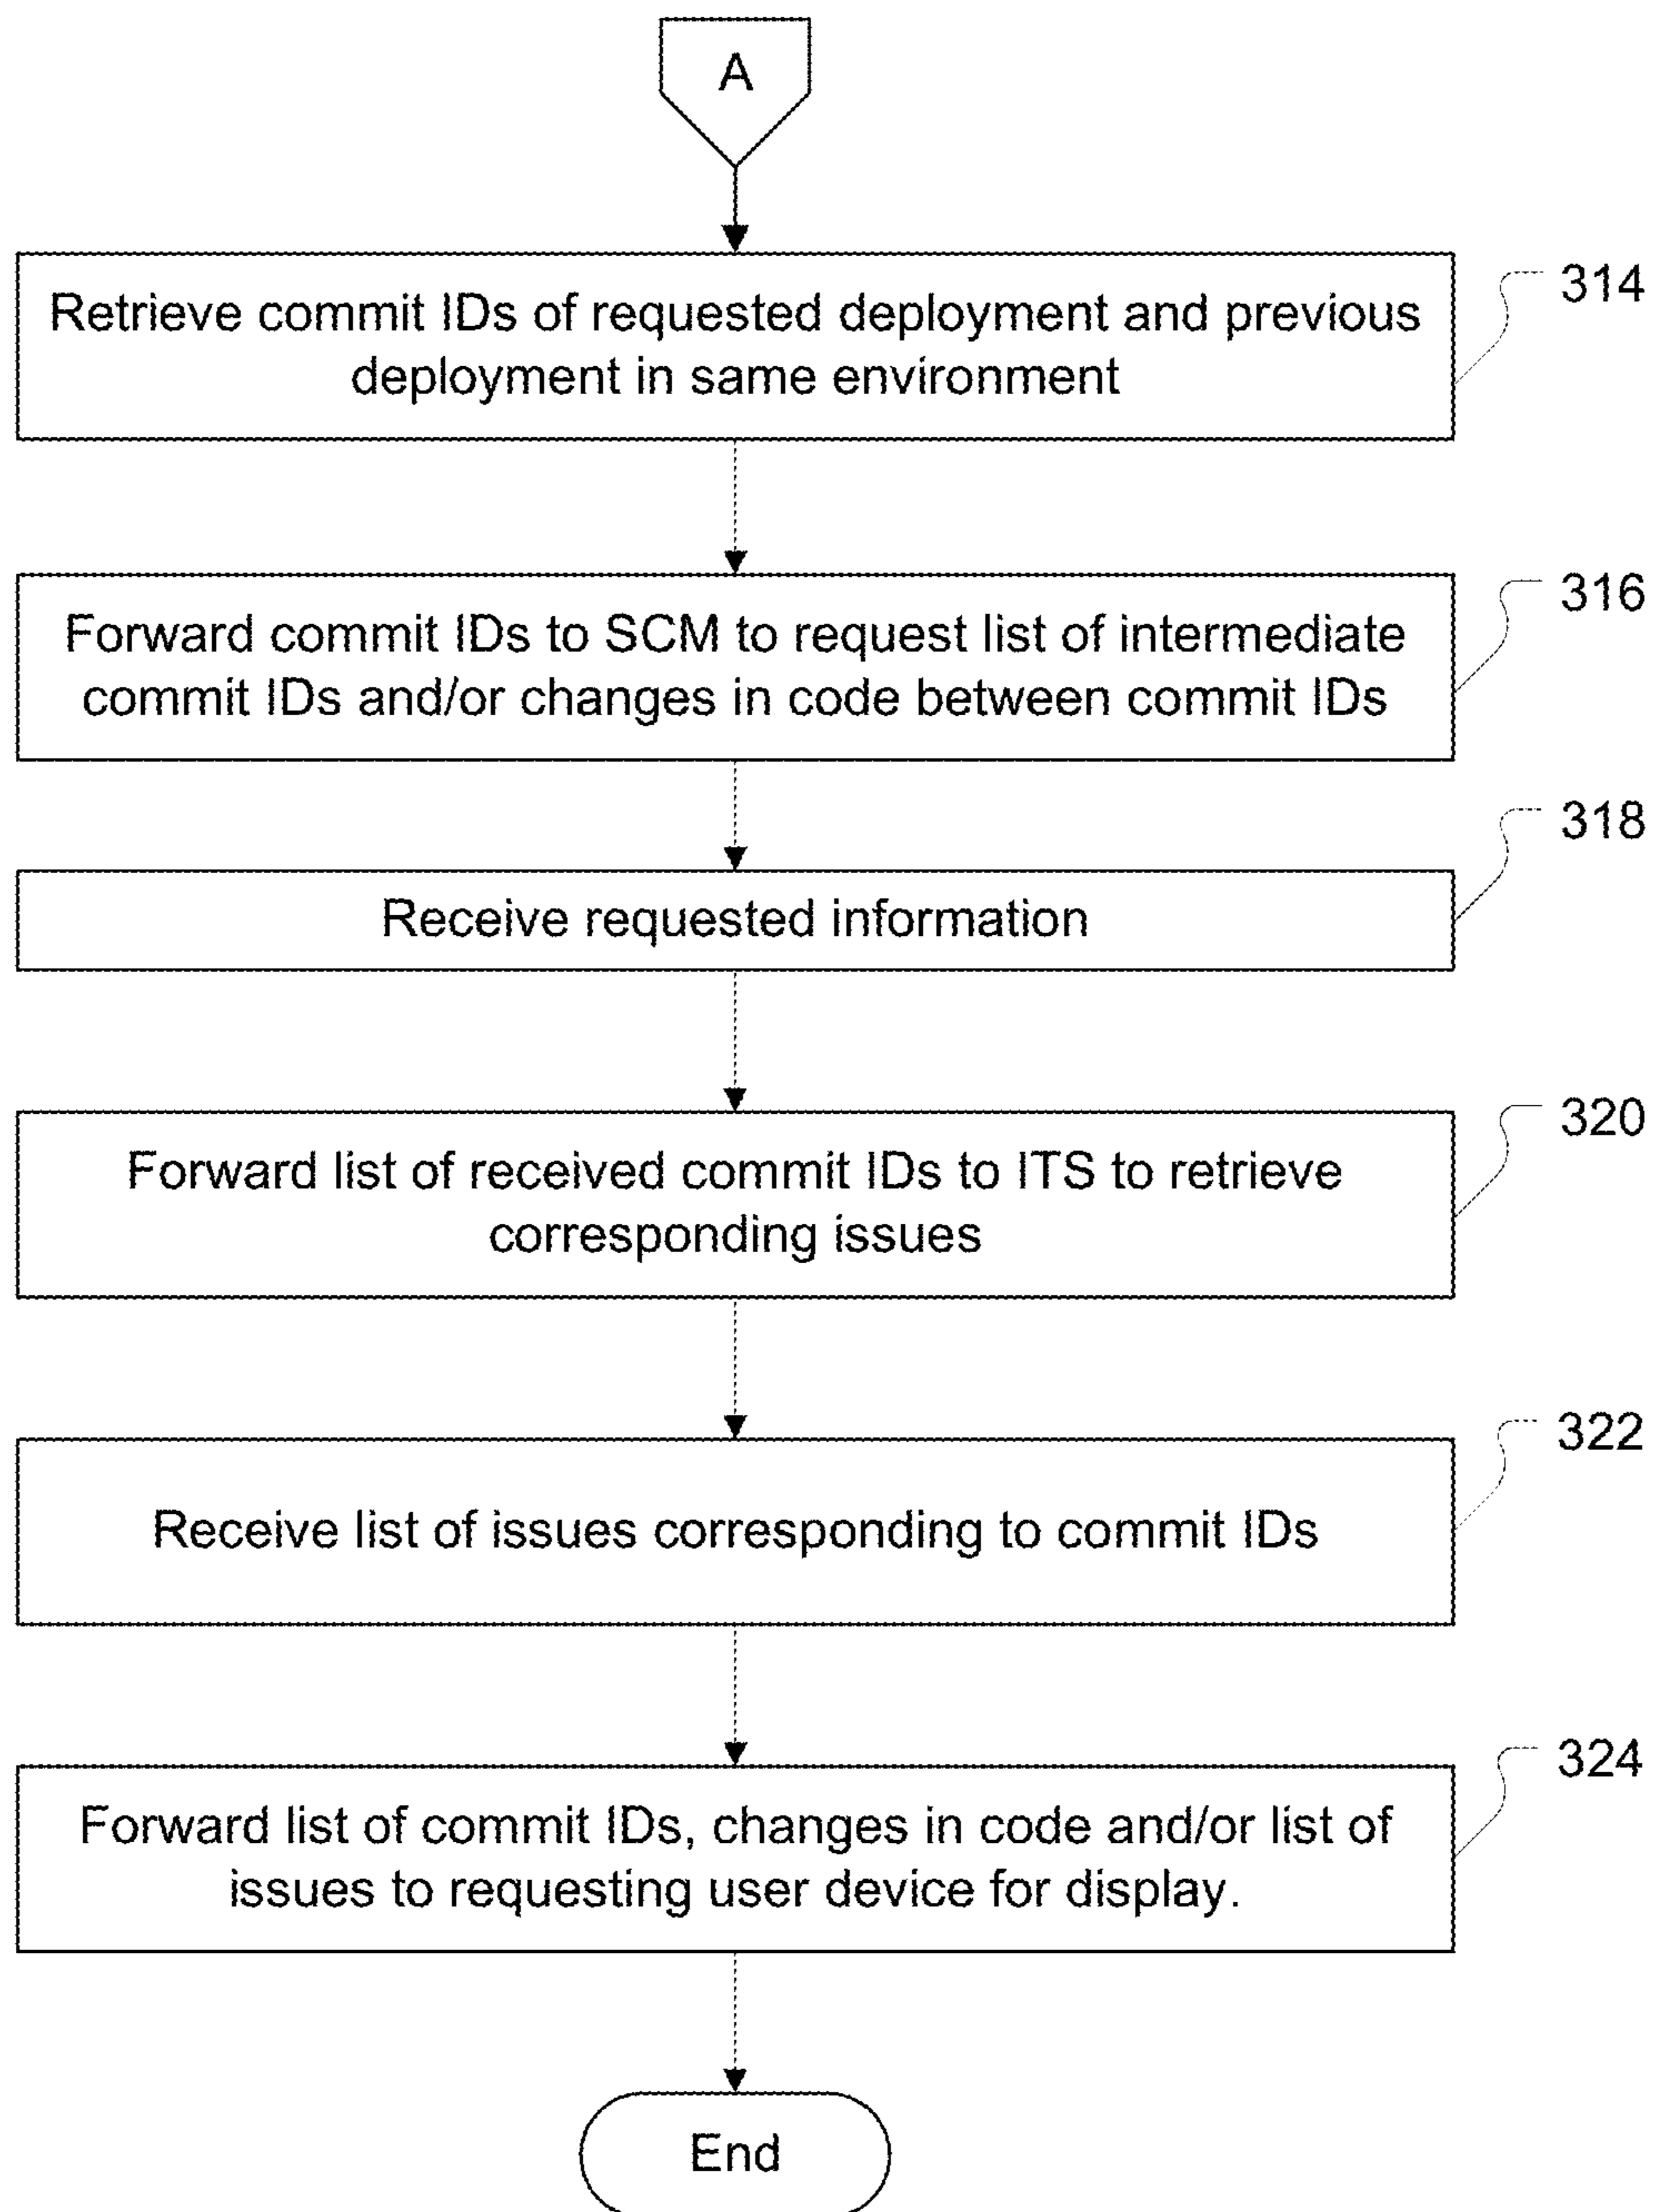 A
Retrieve commit IDs of requested deployment and previous
deployment in same environment
314
Forward commit IDs to SCM to request list of intermediate
commit IDs and/or changes in code between commit IDs
316
Receive requested information
318
Forward list of received commit IDs to ITS to retrieve
corresponding issues
320
Receive list of issues corresponding to commit IDs
322
Forward list of commit IDs, changes in code and/or list of
issues to requesting user device for display.
324
End